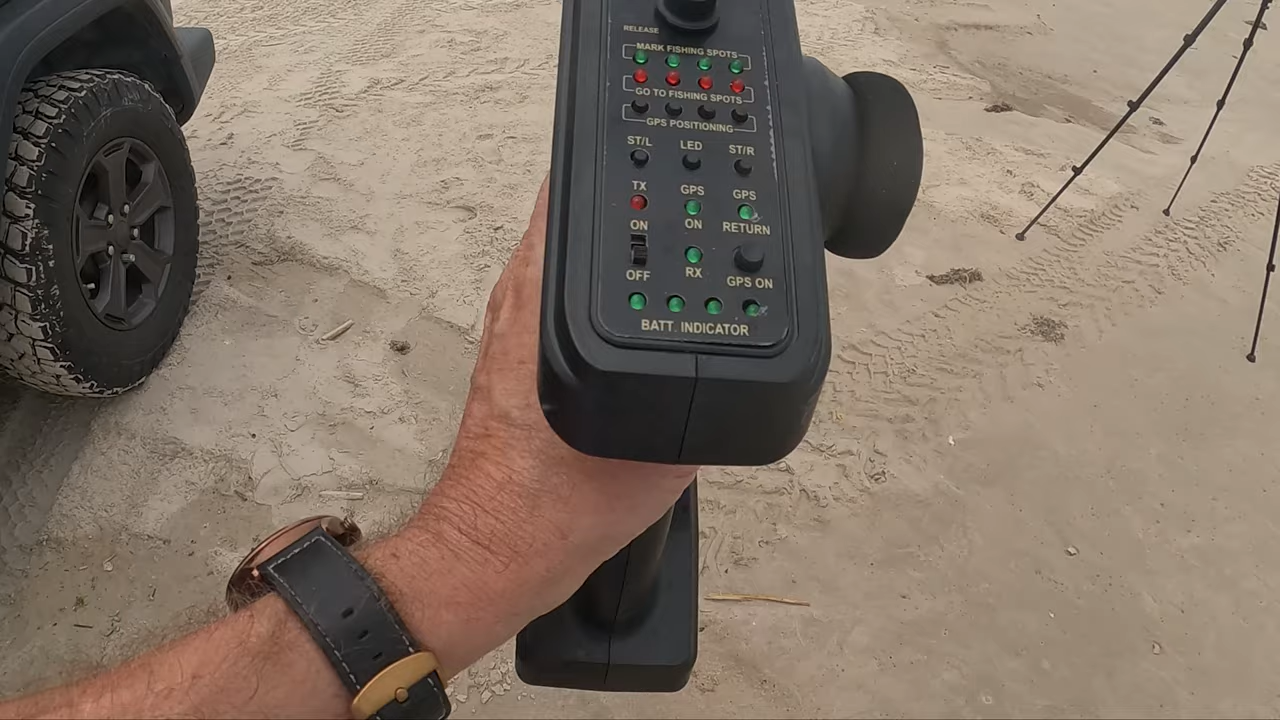 RELEASE
MARK FISHING SPOTS
GO TO FISHING SPOTS
GPS POSITIONING
ST/L LED ST/R
TX GPS GPS
ON ON RETURN
OFF RX GPS ON
BATT. INDICATOR